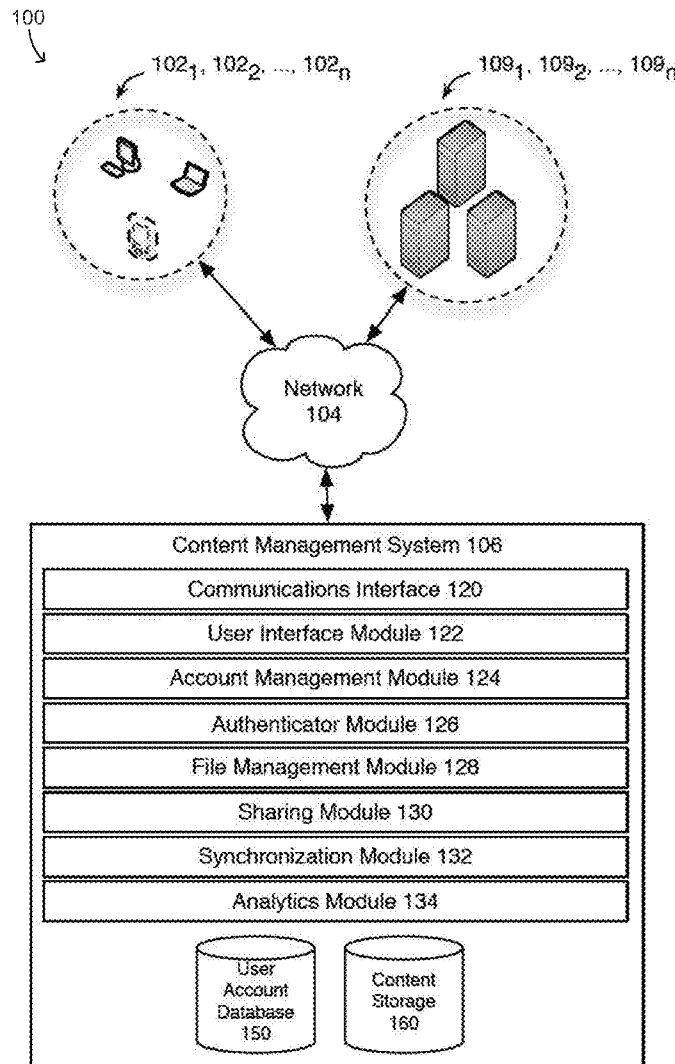 100
102₁, 102₂, ..., 102ₙ
109₁, 109₂, ..., 109ₙ
Network
104
Content Management System 106
Communications Interface 120
User Interface Module 122
Account Management Module 124
Authenticator Module 126
File Management Module 128
Sharing Module 130
Synchronization Module 132
Analytics Module 134
User
Account
Database
150
Content
Storage
160